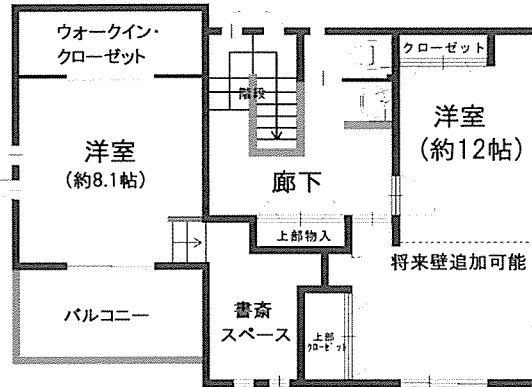 ウォークイン・
クローゼット
洋室
(約8.1帖)
バルコニー
階段
廊下
上部物入
書斎
スペース
クローゼット
洋室
(約12帖)
将来壁追加可能
上部
クローゼット